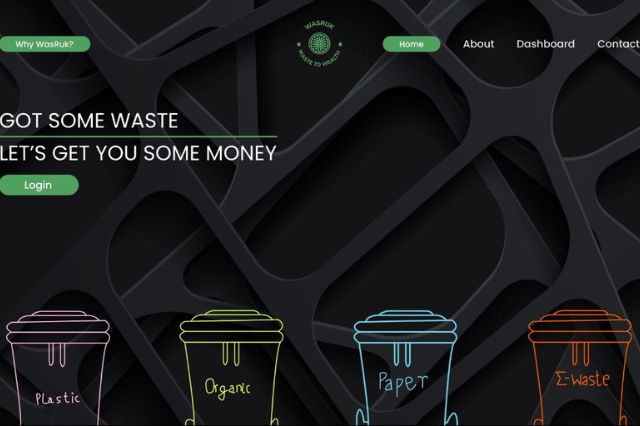 Why WasRuk?
WASRUK
WASTE TO WEALTH
Home
About
Dashboard
Contact
GOT SOME WASTE
LET'S GET YOU SOME MONEY
Login
Plastic
Organic
Paper
Σ-Waste